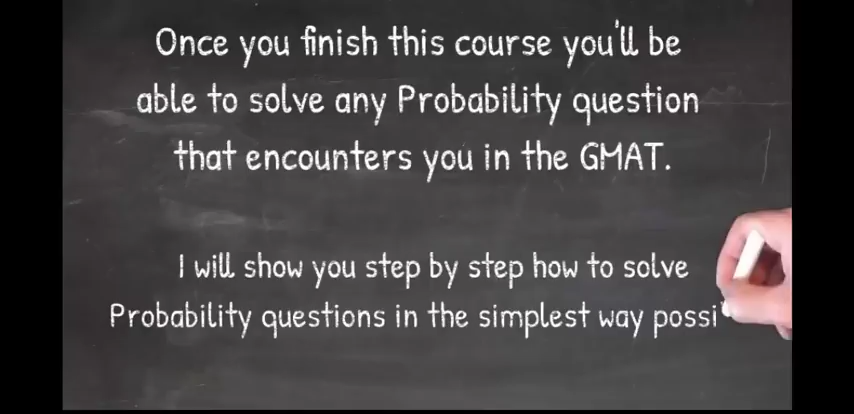 Once you finish this course you'll be
able to solve any Probability question
that encounters you in the GMAT.
I will show you step by step how to solve
Probability questions in the simplest way possi